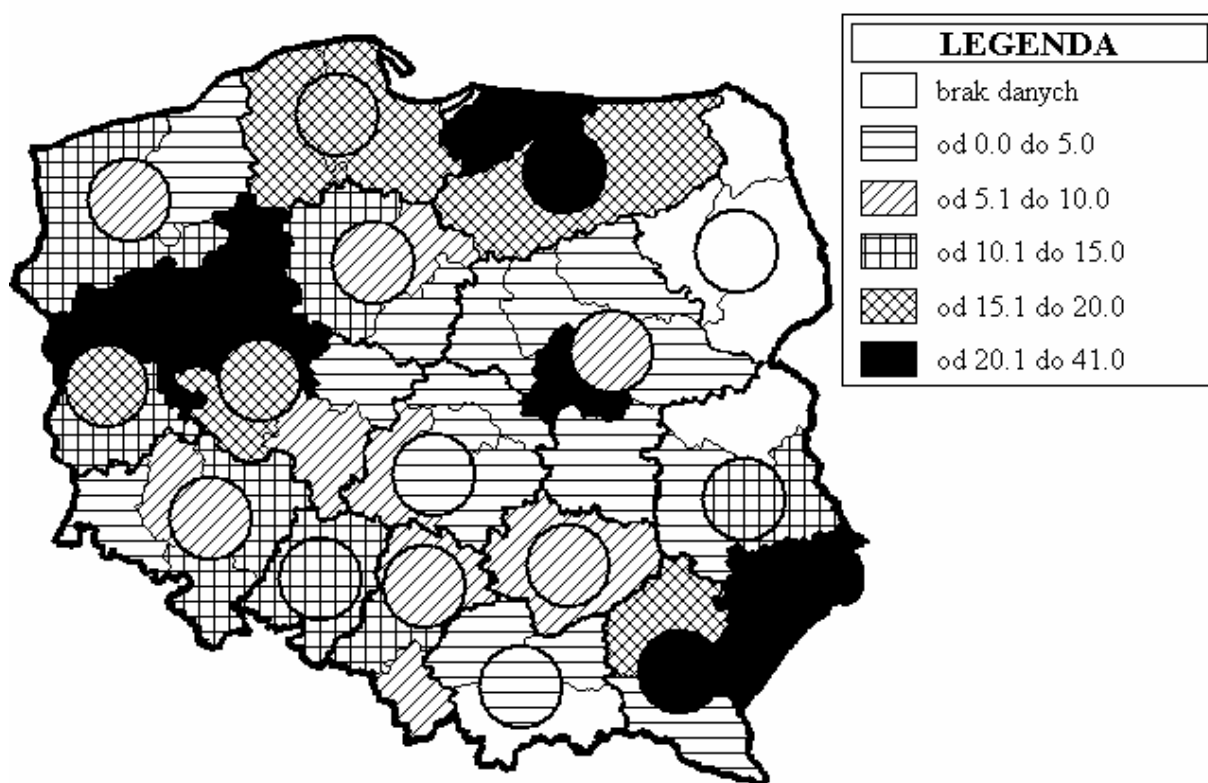 LEGENDA
brak danych
od 0.0 do 5.0
od 5.1 do 10.0
od 10.1 do 15.0
od 15.1 do 20.0
od 20.1 do 41.0